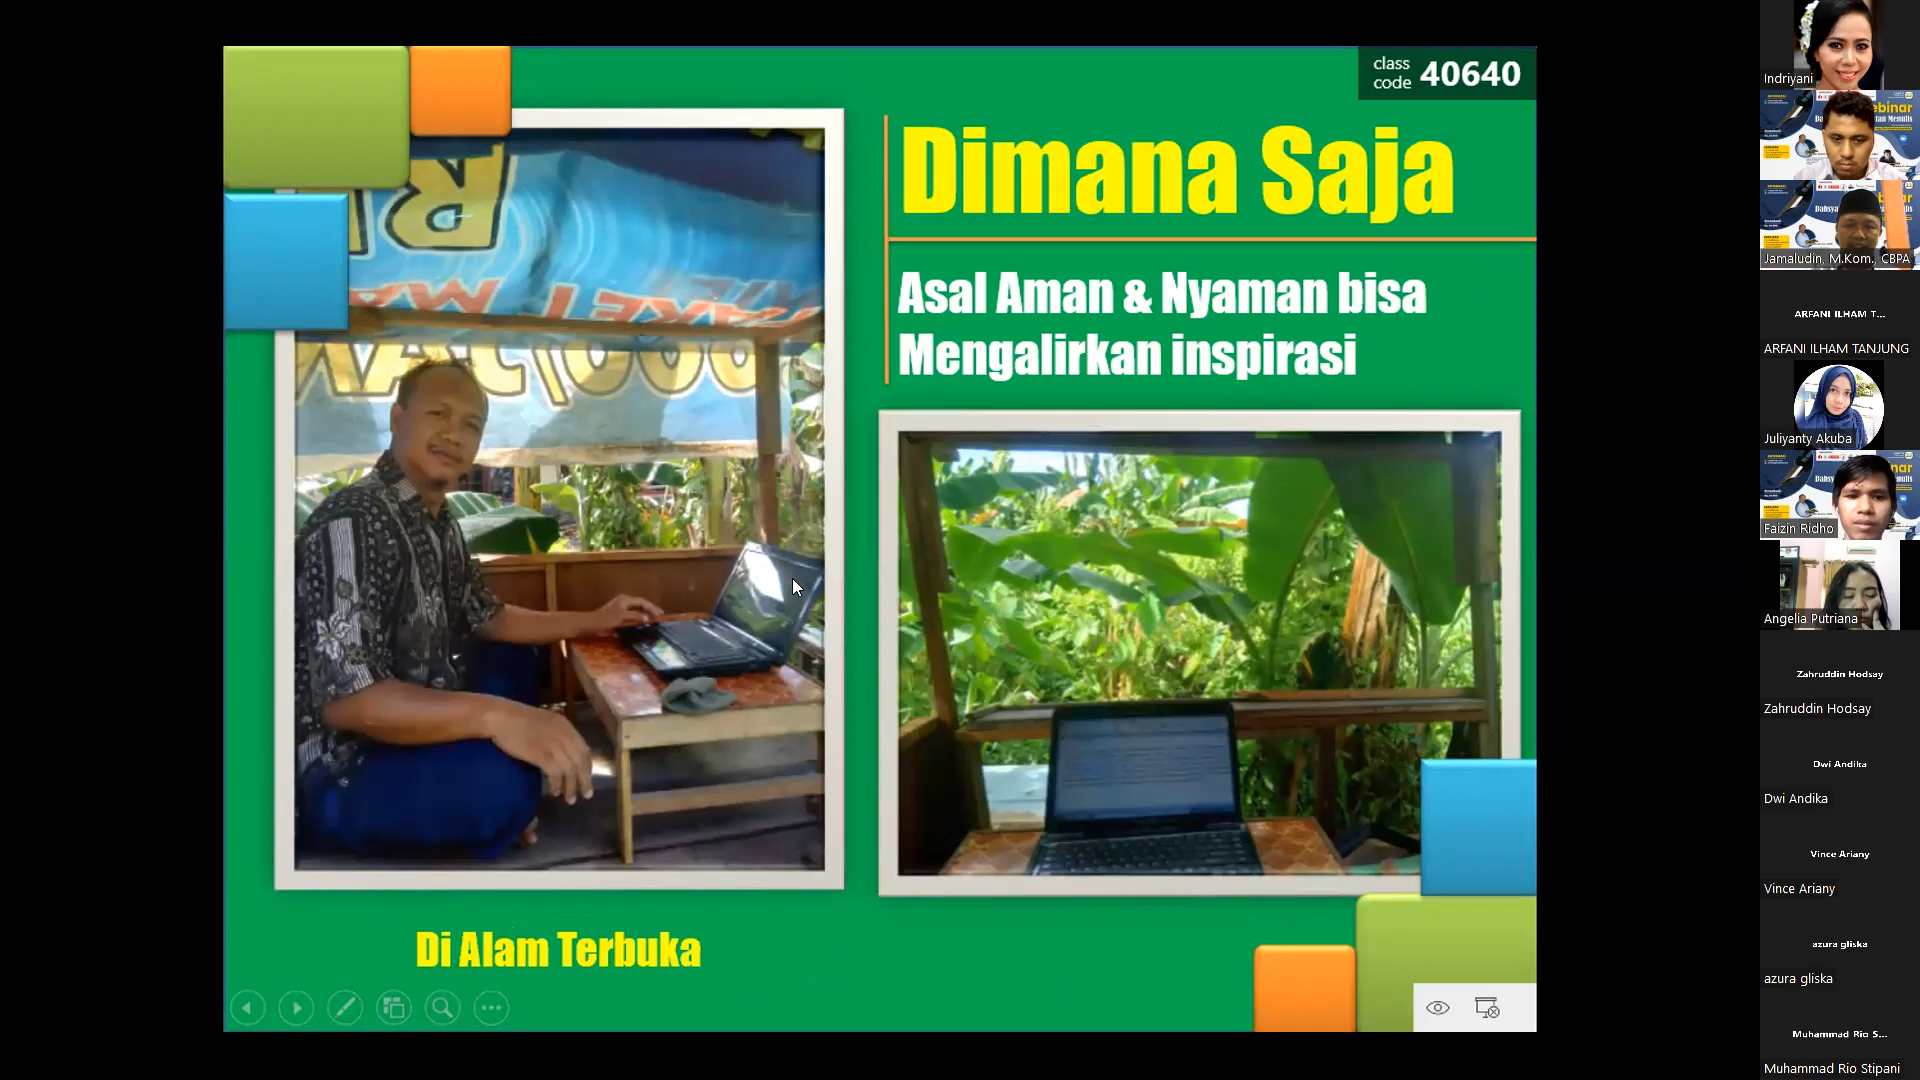 class
code 40640
Dimana Saja
Asal Aman & Nyaman bisa
Mengalirkan inspirasi
Di Alam Terbuka
Indriyani
Jamaludin, M.Kom., CBPA
ARFANI ILHAM T...
ARFANI ILHAM TANJUNG
Juliyanty Akuba
Faizin Ridho
Angelia Putriana
Zahruddin Hodsay
Zahruddin Hodsay
Dwi Andika
Dwi Andika
Vince Ariany
Vince Ariany
azura gliska
azura gliska
Muhammad Rio S...
Muhammad Rio Stipani